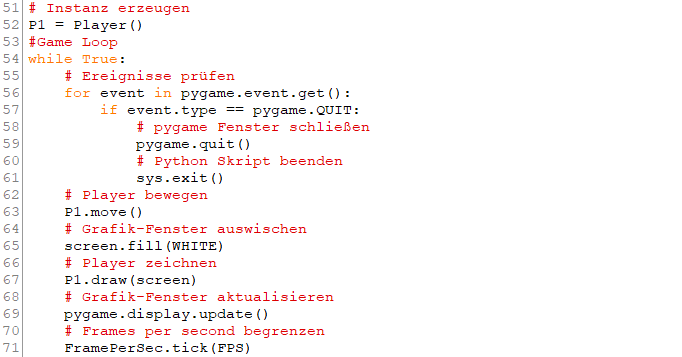 51 # Instanz erzeugen
52 P1 = Player()
53 #Game Loop
54 while True:
55     # Ereignisse prüfen
56     for event in pygame.event.get():
57         if event.type == pygame.QUIT:
58             # pygame Fenster schließen
59             pygame.quit()
60             # Python Skript beenden
61             sys.exit()
62     # Player bewegen
63     P1.move()
64     # Grafik-Fenster auswischen
65     screen.fill(WHITE)
66     # Player zeichnen
67     P1.draw(screen)
68     # Grafik-Fenster aktualisieren
69     pygame.display.update()
70     # Frames per second begrenzen
71     FramePerSec.tick(FPS)